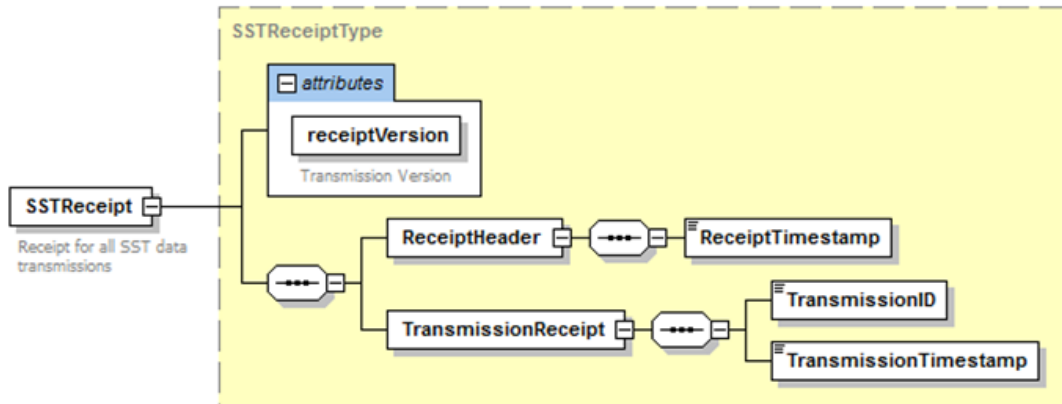 SSTReceiptType
attributes
receiptVersion
Transmission Version
SSTReceipt
Receipt for all SST data
transmissions
ReceiptHeader
ReceiptTimestamp
TransmissionReceipt
TransmissionID
TransmissionTimestamp